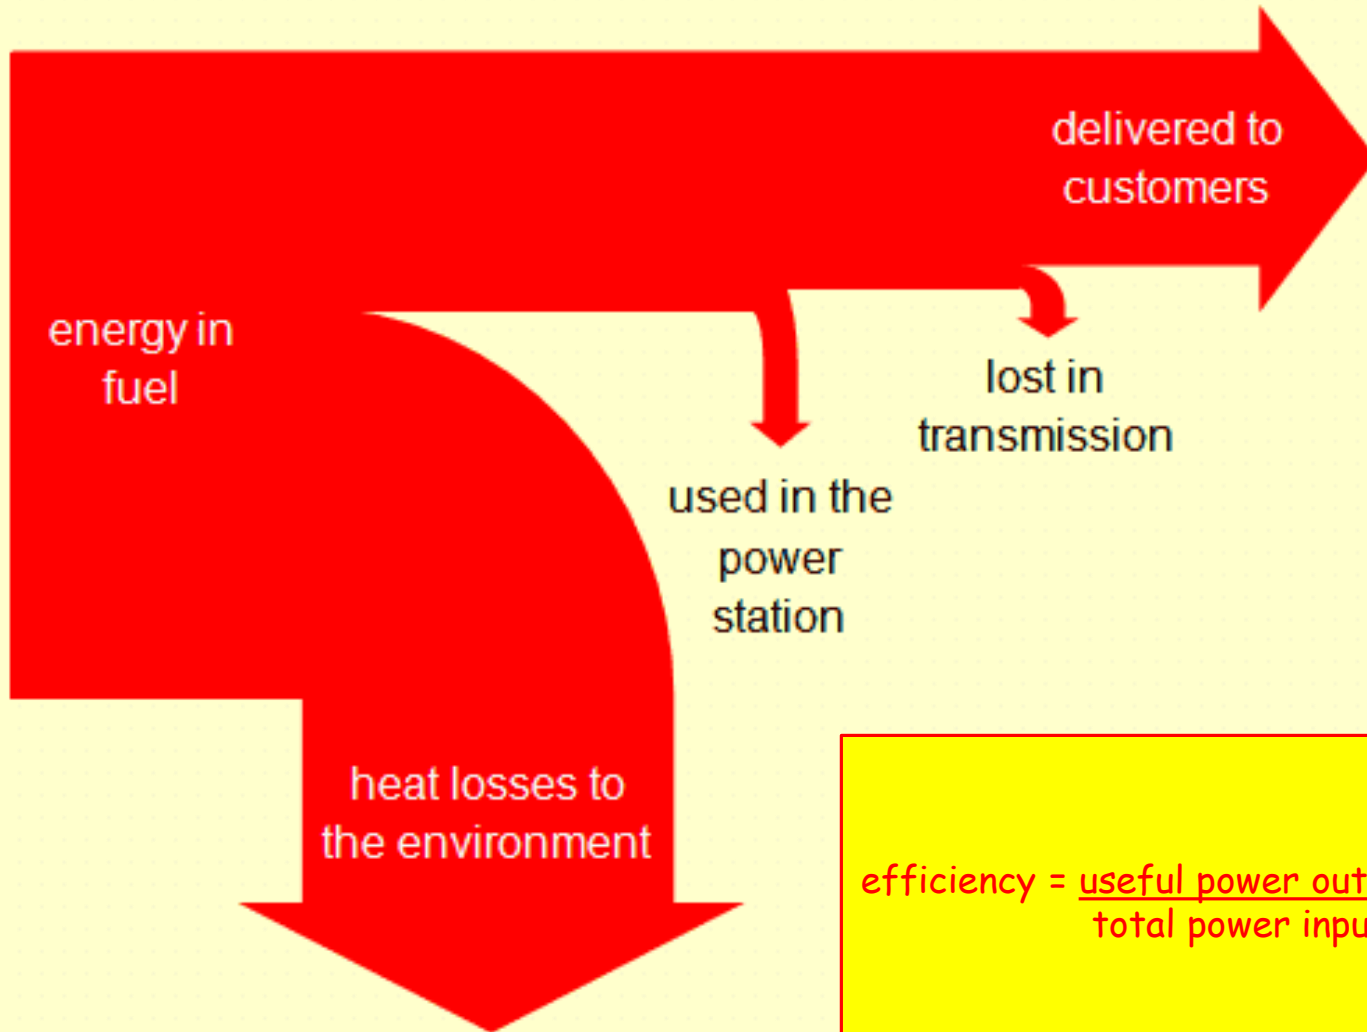 delivered to
customers
energy in
fuel
lost in
transmission
used in the
power
station
heat losses to
the environment
efficiency = useful power out
total power inpu